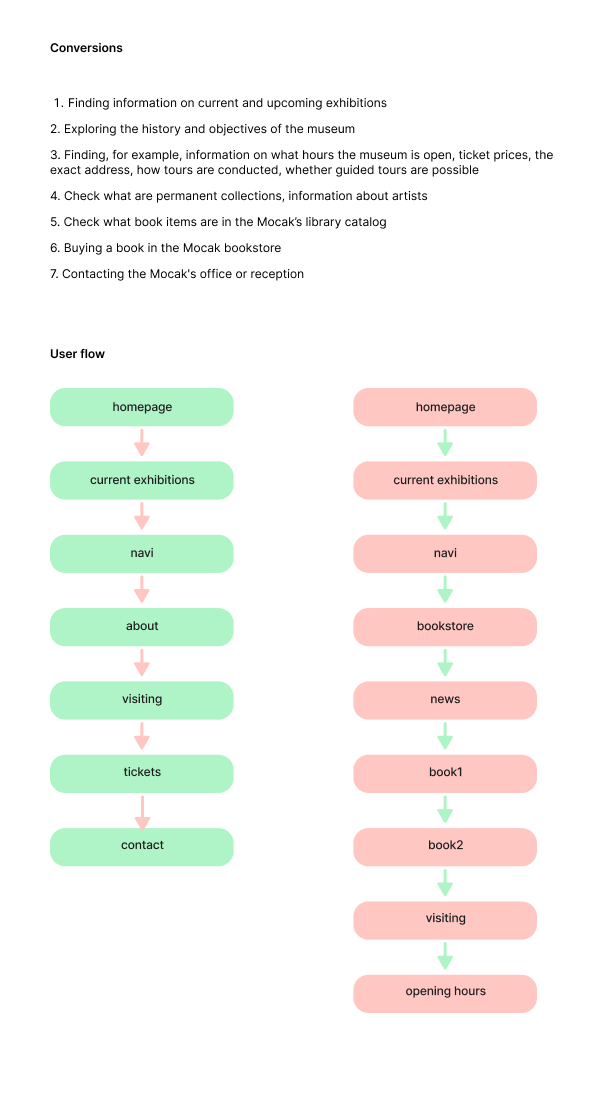 Conversions
1. Finding information on current and upcoming exhibitions
2. Exploring the history and objectives of the museum
3. Finding, for example, information on what hours the museum is open, ticket prices, the
exact address, how tours are conducted, whether guided tours are possible
4. Check what are permanent collections, information about artists
5. Check what book items are in the Mocak’s library catalog
6. Buying a book in the Mocak bookstore
7. Contacting the Mocak's office or reception
User flow
homepage
current exhibitions
navi
about
visiting
tickets
contact
homepage
current exhibitions
navi
bookstore
news
book1
book2
visiting
opening hours